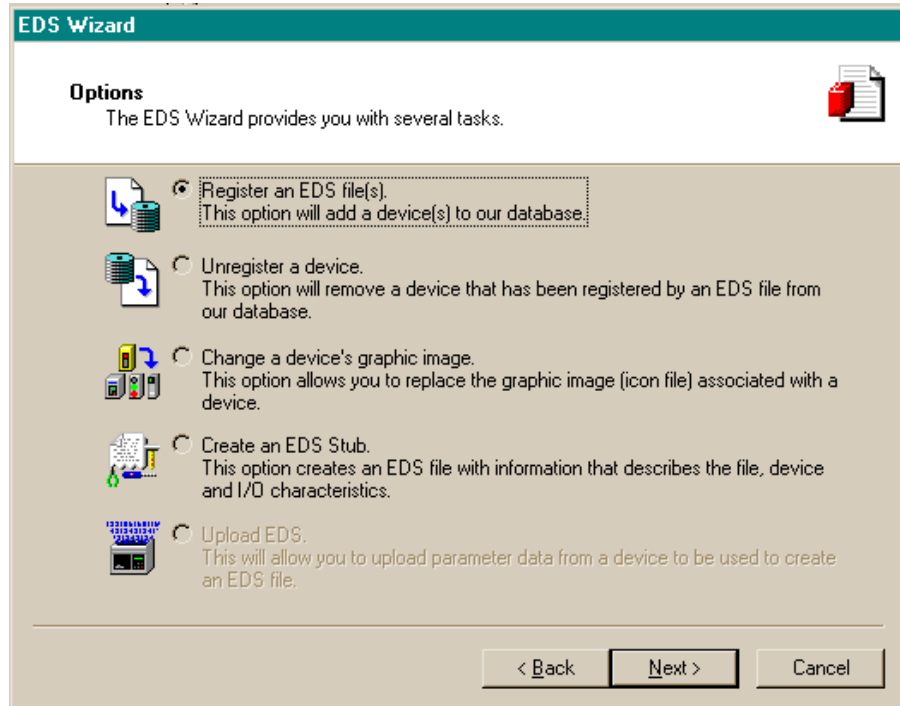 EDS Wizard
Options
The EDS Wizard provides you with several tasks.
Register an EDS file(s).
This option will add a device(s) to our database.
Unregister a device.
This option will remove a device that has been registered by an EDS file from
our database.
Change a device's graphic image.
This option allows you to replace the graphic image (icon file) associated with a
device.
Create an EDS Stub.
This option creates an EDS file with information that describes the file, device
and I/O characteristics.
Upload EDS.
This will allow you to upload parameter data from a device to be used to create
an EDS file.
< Back
Next >
Cancel